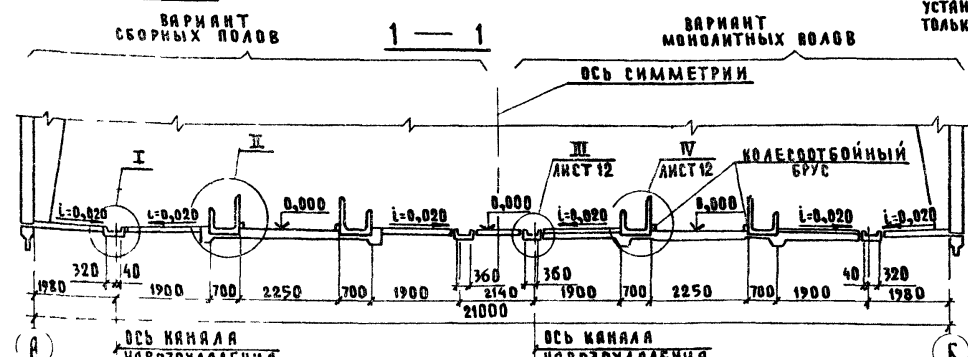 ВАРИАНТ
СБОРНЫХ ПОЛОВ
1 — 1
ВАРИАНТ
МОНОЛИТНЫХ ПОЛОВ
ОСЬ СИММЕТРИИ
I
II
III
ЛИСТ 12
IV
ЛИСТ 12
КОЛЕСООТБОЙНЫЙ
БРУС
i=0,020 i=0,020 0,000 i=0,020 0,000 i=0,020 0,000 i=0,020 i=0,020
320 40 360 360 40 320
1980 1900 700 2250 700 1900 2140 1900 700 2250 700 1900 1980
21000
А
ОСЬ КАНАЛА
ОСЬ КАНАЛА
Б